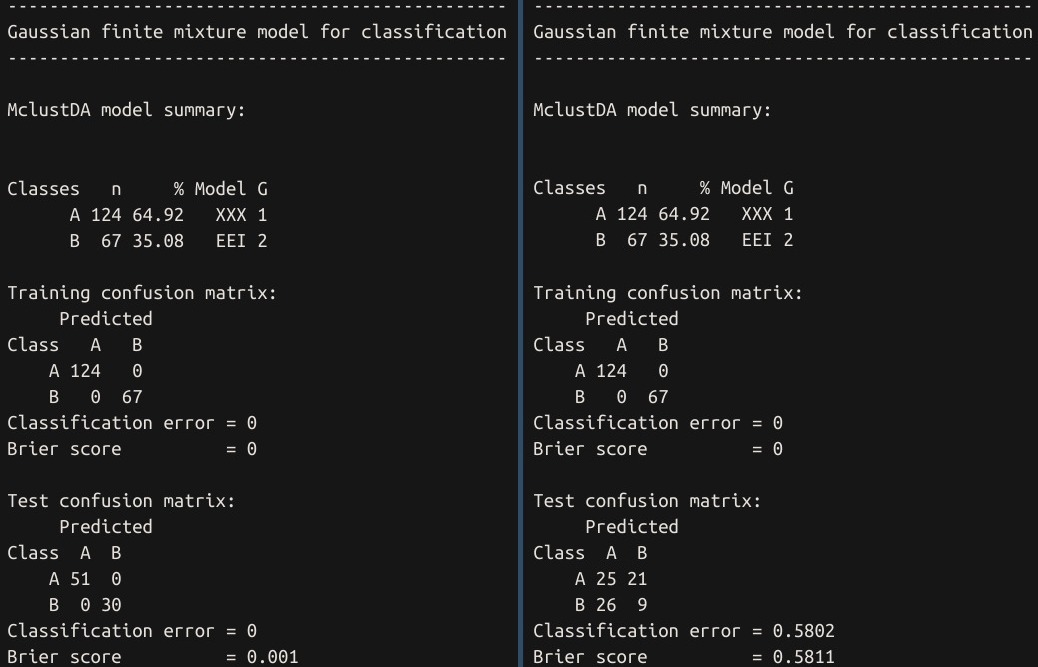 ------------------------------------------------
Gaussian finite mixture model for classification
------------------------------------------------
MclustDA model summary:
Classes   n     % Model G
      A 124 64.92   XXX 1
      B  67 35.08   EEI 2
Training confusion matrix:
     Predicted
Class   A   B
    A 124   0
    B   0  67
Classification error = 0
Brier score          = 0
Test confusion matrix:
     Predicted
Class  A  B
    A 51  0
    B  0 30
Classification error = 0
Brier score          = 0.001
------------------------------------------------
Gaussian finite mixture model for classification
------------------------------------------------
MclustDA model summary:
Classes   n     % Model G
      A 124 64.92   XXX 1
      B  67 35.08   EEI 2
Training confusion matrix:
     Predicted
Class   A   B
    A 124   0
    B   0  67
Classification error = 0
Brier score          = 0
Test confusion matrix:
     Predicted
Class  A  B
    A 25 21
    B 26  9
Classification error = 0.5802
Brier score          = 0.5811